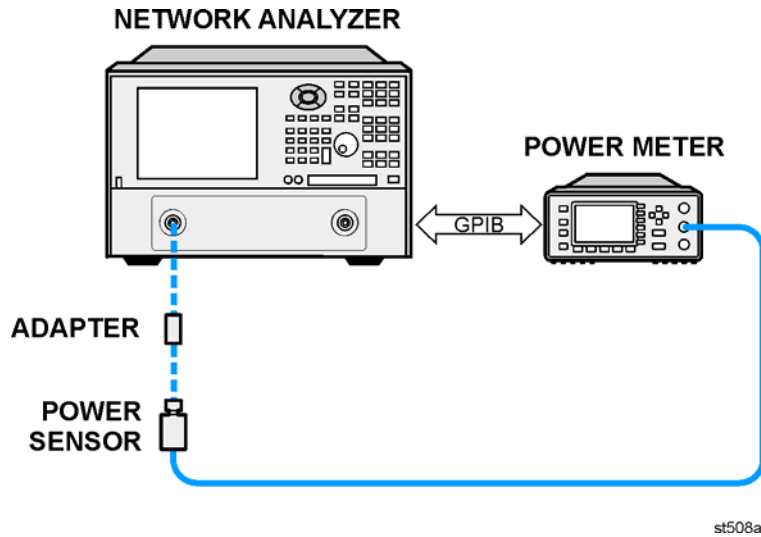 NETWORK ANALYZER
POWER METER
GPIB
ADAPTER
POWER
SENSOR
st508a